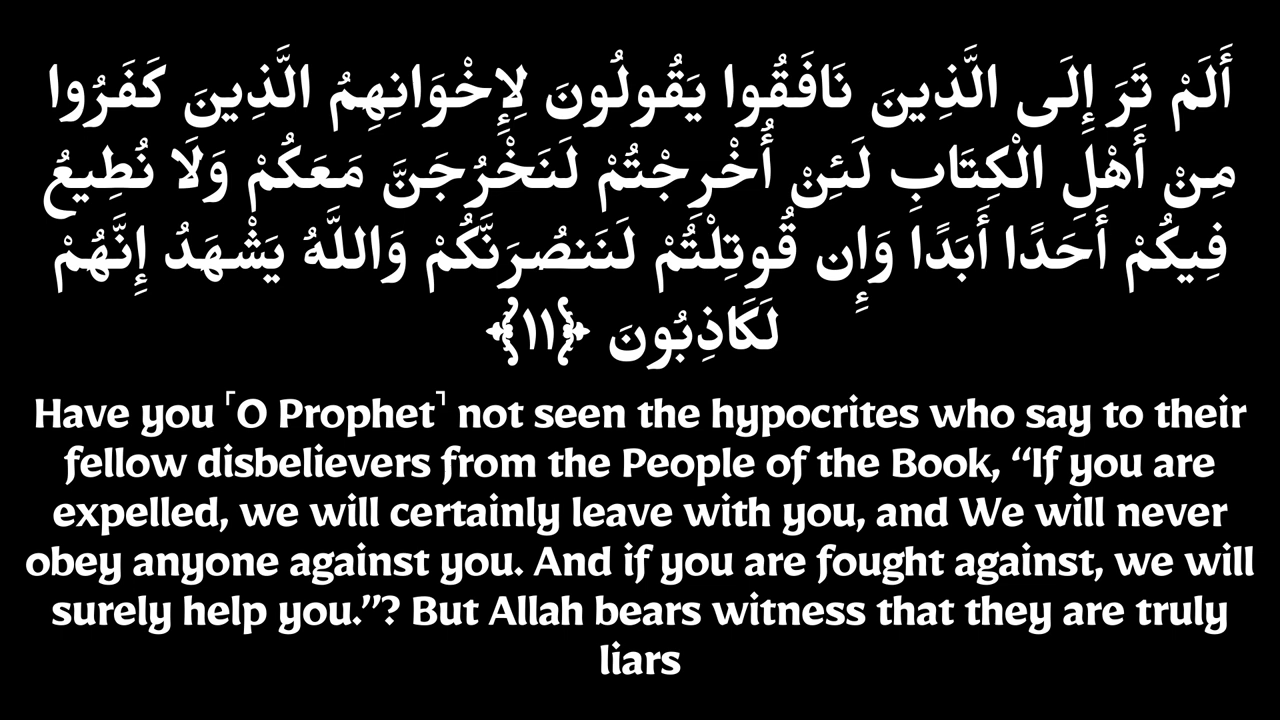 أَلَمْ تَرَ إِلَى الَّذِينَ نَافَقُوا يَقُولُونَ لِإِخْوَانِهِمُ الَّذِينَ كَفَرُوا
مِنْ أَهْلِ الْكِتَابِ لَئِنْ أُخْرِجْتُمْ لَنَخْرُجَنَّ مَعَكُمْ وَلَا نُطِيعُ
فِيكُمْ أَحَدًا أَبَدًا وَإِن قُوتِلْتُمْ لَنَنصُرَنَّكُمْ وَاللَّهُ يَشْهَدُ إِنَّهُمْ
لَكَاذِبُونَ ﴿١١﴾
Have you ˹O Prophet˺ not seen the hypocrites who say to their
fellow disbelievers from the People of the Book, “If you are
expelled, we will certainly leave with you, and We will never
obey anyone against you. And if you are fought against, we will
surely help you.”? But Allah bears witness that they are truly
liars